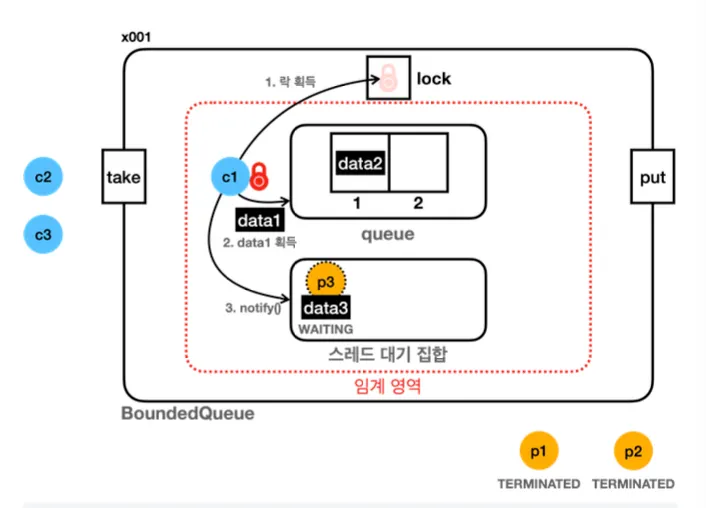 x001
1. 락 획득
lock
c2
take
c1
data2
put
c3
data1
1
2
2. data1 획득
queue
p3
3. notify()
data3
WAITING
스레드 대기 집합
임계 영역
BoundedQueue
p1
p2
TERMINATED
TERMINATED